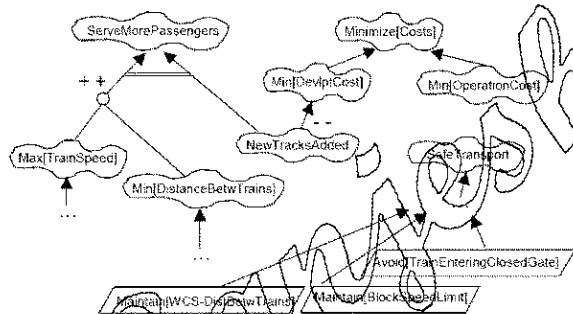 ServeMorePassengers
Minimize[Costs]
Min[DevlptCost]
Min[OperationCost]
+ +
- -
NewTracksAdded
Max[TrainSpeed]
SafeTransport
Min[DistanceBetwTrains]
...
...
...
Avoid[TrainEnteringClosedGate]
Maintain[WCS-DistBetwTrains]
Maintain[BlockSpeedLimit]